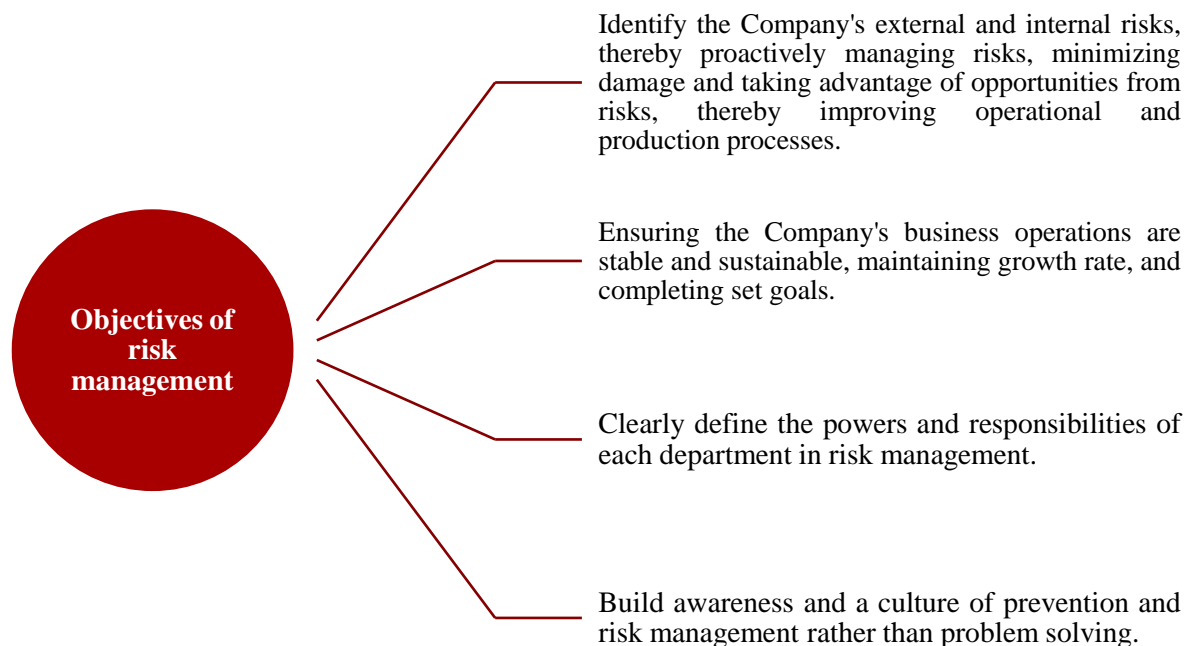 Identify the Company's external and internal risks,
thereby proactively managing risks, minimizing
damage and taking advantage of opportunities from
risks, thereby improving operational and
production processes.
Ensuring the Company's business operations are
stable and sustainable, maintaining growth rate, and
completing set goals.
Objectives of
risk
management
Clearly define the powers and responsibilities of
each department in risk management.
Build awareness and a culture of prevention and
risk management rather than problem solving.